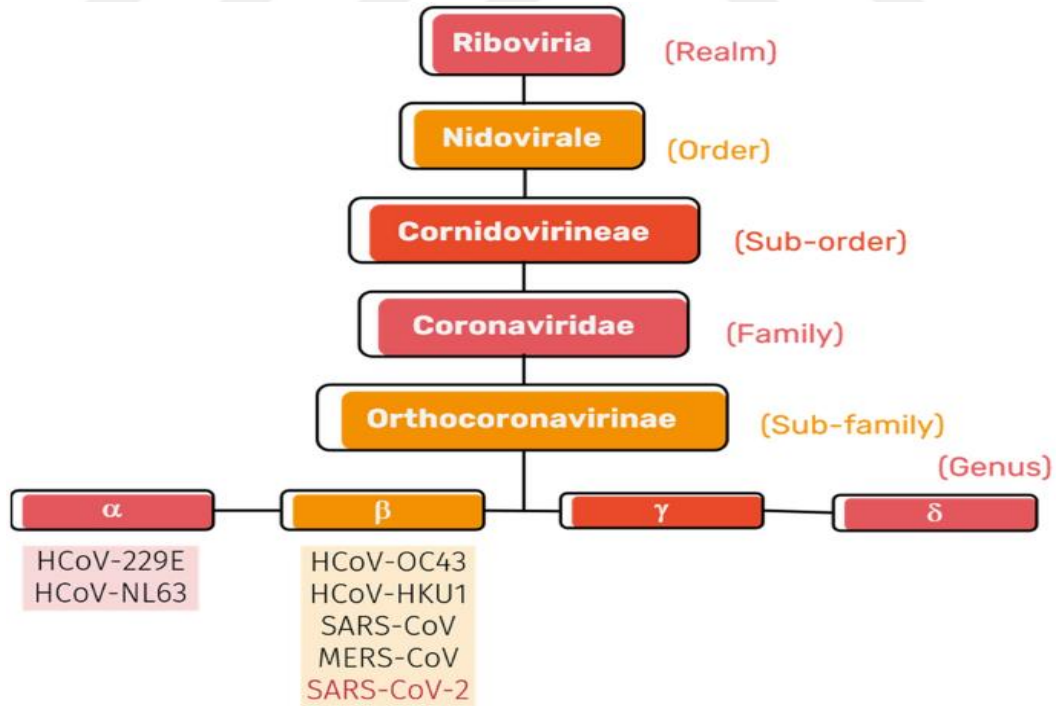 Riboviria (Realm)
Nidovirale (Order)
Cornidovirineae (Sub-order)
Coronaviridae (Family)
Orthocoronavirinae (Sub-family)
(Genus)
α β γ δ
HCoV-229E HCoV-OC43
HCoV-NL63 HCoV-HKU1
SARS-CoV
MERS-CoV
SARS-CoV-2